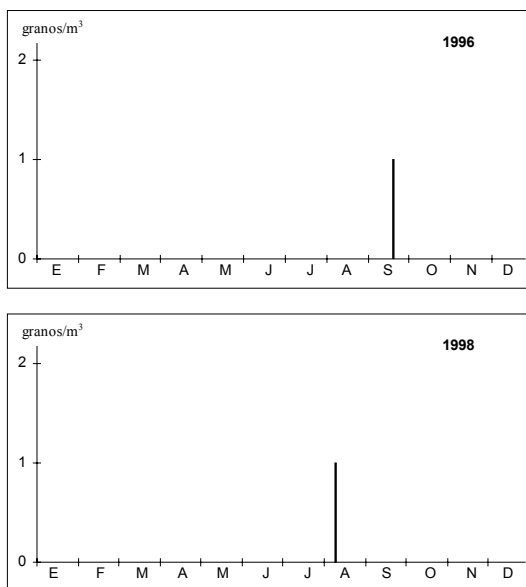 granos/m³
1996
2
1
0
E F M A M J J A S O N D
granos/m³
1998
2
1
0
E F M A M J J A S O N D